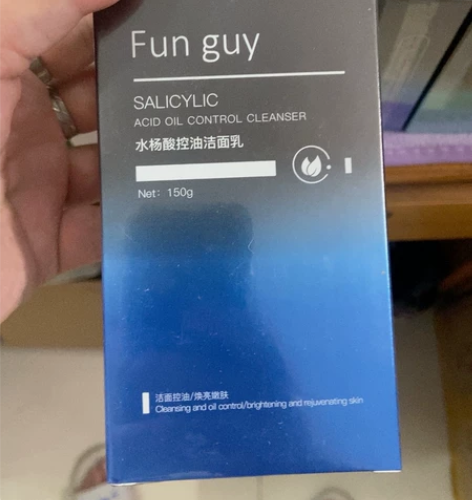 Fun guy
SALICYLIC
ACID OIL CONTROL CLEANSER
水杨酸控油洁面乳
Net: 150g
洁面控油/焕亮嫩肤
Cleansing and oil control/brightening and rejuvenating skin